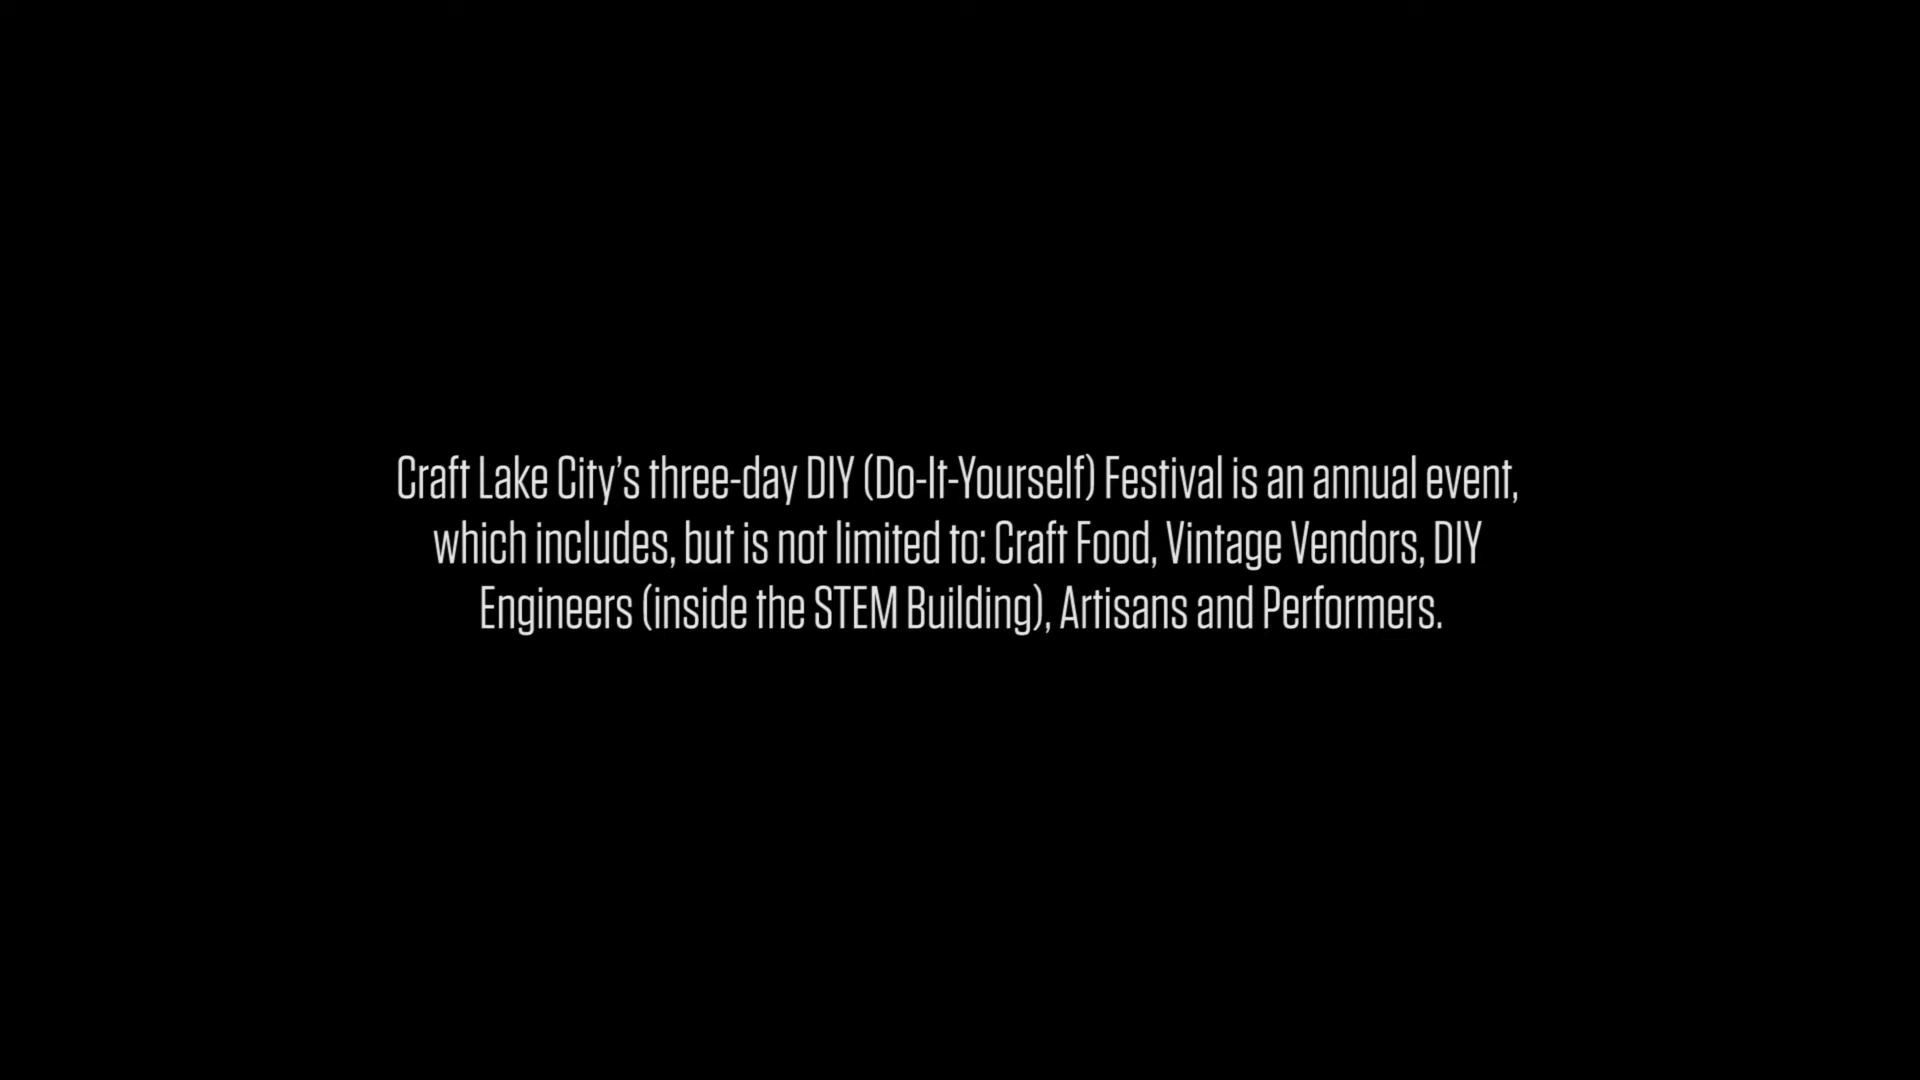 Craft Lake City’s three-day DIY (Do-It-Yourself) Festival is an annual event,
which includes, but is not limited to: Craft Food, Vintage Vendors, DIY
Engineers (inside the STEM Building), Artisans and Performers.